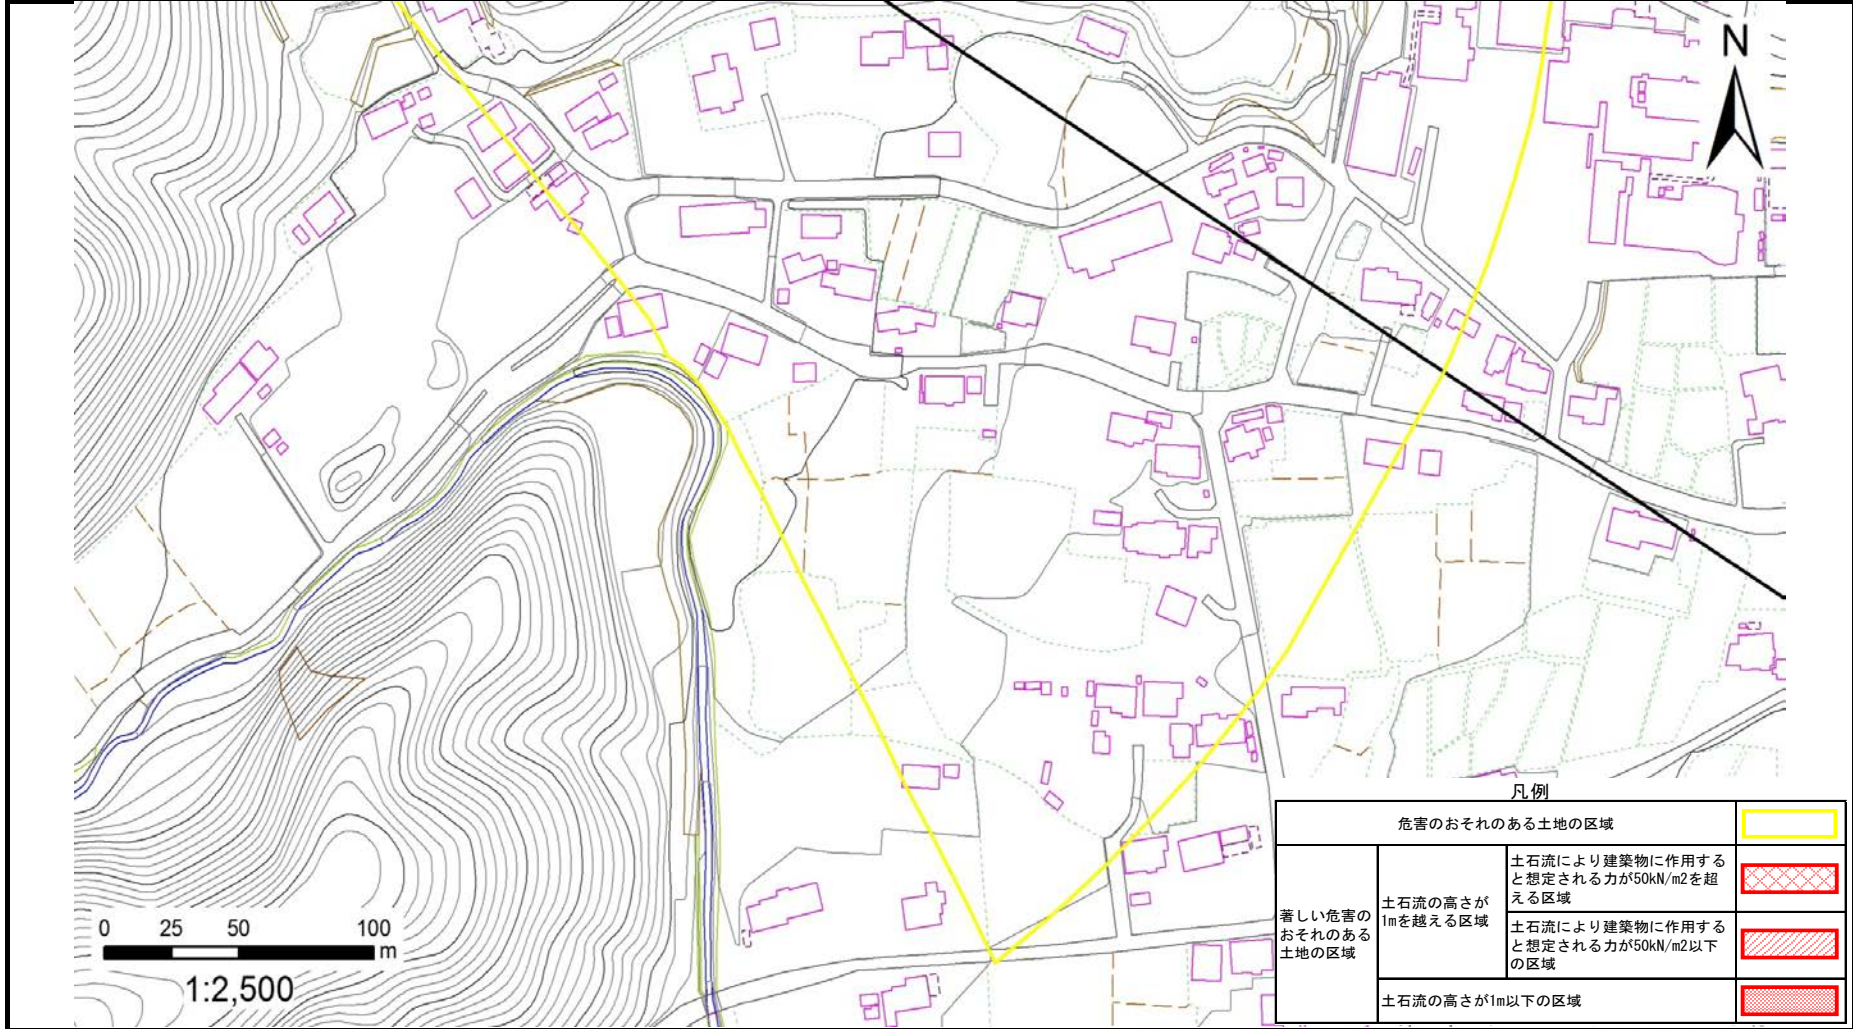 N
凡例
危害のおそれのある土地の区域
著しい危害の
おそれのある
土地の区域
土石流の高さが
1mを越える区域
土石流により建築物に作用する
と想定される力が50kN/m2を超
える区域
土石流により建築物に作用する
と想定される力が50kN/m2以下
の区域
土石流の高さが1m以下の区域
0 25 50 100
m
1:2,500